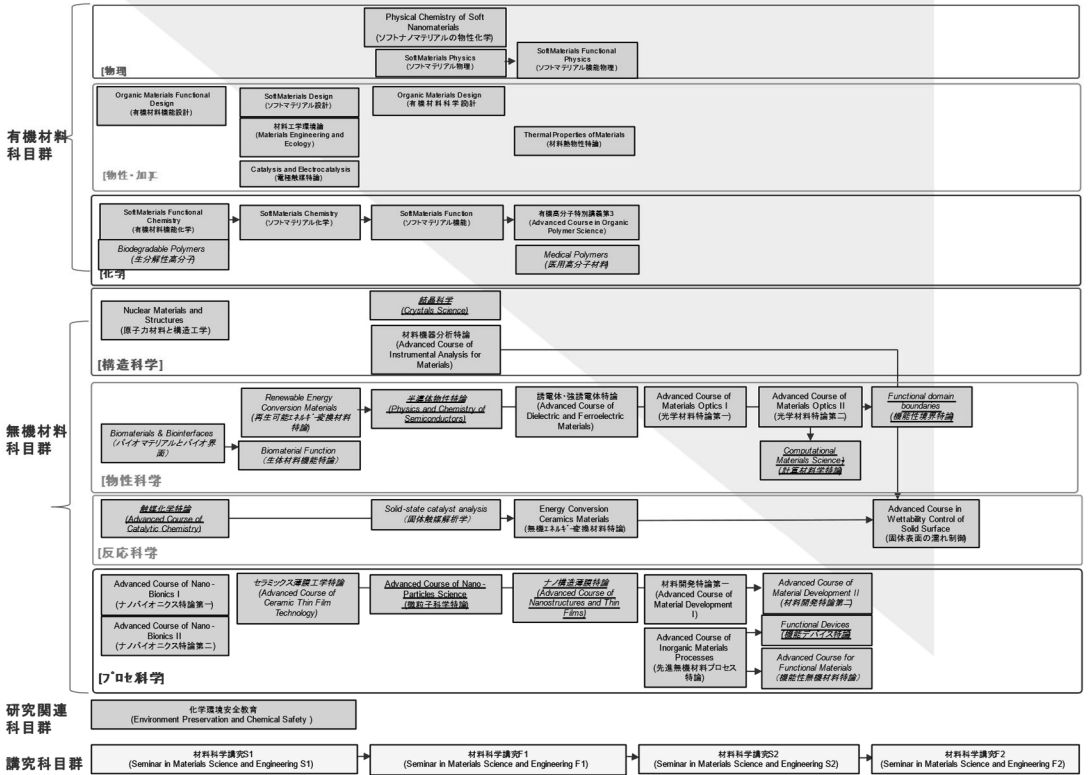 Physical Chemistry of Soft
Nanomaterials
(ソフトナノマテリアルの物性化学)
SoftMaterials Physics
(ソフトマテリアル物理)
SoftMaterials Functional
Physics
(ソフトマテリアル機能物理)
[物理]
Organic Materials Functional
Design
(有機材料機能設計)
SoftMaterials Design
(ソフトマテリアル設計)
Organic Materials Design
(有機材料科学設計)
材料工学環境論
(Materials Engineering and
Ecology)
Thermal Properties of Materials
(材料熱物性特論)
Catalysis and Electrocatalysis
(電極触媒特論)
[物性・加工]
有機材料
科目群
SoftMaterials Functional
Chemistry
(有機材料機能化学)
SoftMaterials Chemistry
(ソフトマテリアル化学)
SoftMaterials Function
(ソフトマテリアル機能)
有機高分子特別講義第3
(Advanced Course in Organic
Polymer Science)
Biodegradable Polymers
(生分解性高分子)
Medical Polymers
(医用高分子材料)
[化学]
Nuclear Materials and
Structures
(原子力材料と構造工学)
結晶科学
(Crystals Science)
材料機器分析特論
(Advanced Course of
Instrumental Analysis for
Materials)
[構造科学]
無機材料
科目群
Renewable Energy
Conversion Materials
(再生可能エネルギー変換材料
特論)
半導体物性特論
(Physics and Chemistry of
Semiconductors)
誘電体・強誘電体特論
(Advanced Course of
Dielectric and Ferroelectric
Materials)
Advanced Course of
Materials Optics I
(光学材料特論第一)
Advanced Course of
Materials Optics II
(光学材料特論第二)
Functional domain
boundaries
(機能性境界特論)
Biomaterials & Biointerfaces
(バイオマテリアルとバイオ界
面)
Biomaterial Function
(生体材料機能特論)
Computational
Materials Science
(計算材料学特論)
[物性科学]
触媒化学特論
(Advanced Course of
Catalytic Chemistry)
Solid-state catalyst analysis
(固体触媒解析学)
Energy Conversion
Ceramics Materials
(無機エネルギー変換材料特論)
Advanced Course in
Wettability Control of
Solid Surface
(固体表面の濡れ制御)
[反応科学]
Advanced Course of Nano-
Bionics I
(ナノバイオニクス特論第一)
セラミックス薄膜工学特論
(Advanced Course of
Ceramic Thin Film
Technology)
Advanced Course of Nano-
Particles Science
(微粒子科学特論)
ナノ構造薄膜特論
(Advanced Course of
Nanostructures and Thin
Films)
材料開発特論第一
(Advanced Course of
Material Development
I)
Advanced Course of
Material Development II
(材料開発特論第二)
Advanced Course of Nano-
Bionics II
(ナノバイオニクス特論第二)
Advanced Course of
Inorganic Materials
Processes
(先進無機材料プロセス
特論)
Functional Devices
(機能デバイス特論)
Advanced Course for
Functional Materials
(機能性無機材料特論)
[プロセス科学]
研究関連
科目群
化学環境安全教育
(Environment Preservation and Chemical Safety )
講究科目群
材料科学講究S1
(Seminar in Materials Science and Engineering S1)
材料科学講究F1
(Seminar in Materials Science and Engineering F1)
材料科学講究S2
(Seminar in Materials Science and Engineering S2)
材料科学講究F2
(Seminar in Materials Science and Engineering F2)